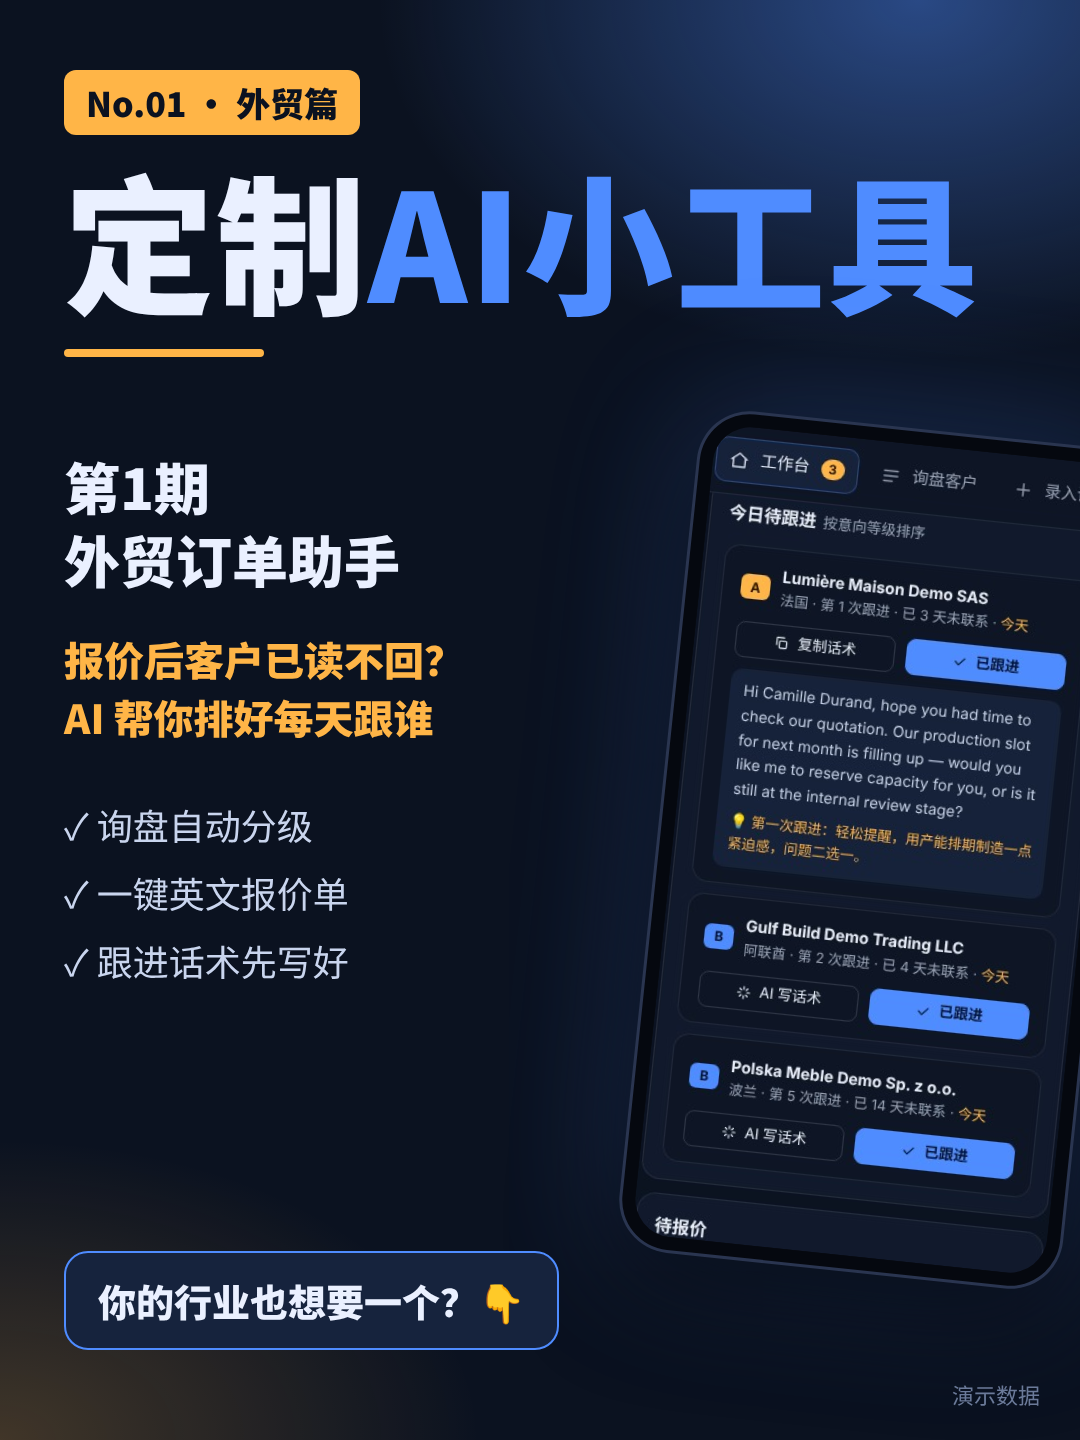 No.01 · 外贸篇
定制AI小工具
第1期
外贸订单助手
报价后客户已读不回?
AI 帮你排好每天跟谁
✓ 询盘自动分级
✓ 一键英文报价单
✓ 跟进话术先写好
你的行业也想要一个? 👇
工作台 3 询盘客户 + 录入
今日待跟进 按意向等级排序
A Lumière Maison Demo SAS
法国 · 第 1 次跟进 · 已 3 天未联系 · 今天
复制话术 ✓ 已跟进
Hi Camille Durand, hope you had time to
check our quotation. Our production slot
for next month is filling up — would you
like me to reserve capacity for you, or is it
still at the internal review stage?
💡 第一次跟进：轻松提醒，用产能排期制造一点
紧迫感，问题二选一。
B Gulf Build Demo Trading LLC
阿联酋 · 第 2 次跟进 · 已 4 天未联系 · 今天
AI 写话术 ✓ 已跟进
B Polska Meble Demo Sp. z o.o.
波兰 · 第 5 次跟进 · 已 14 天未联系 · 今天
AI 写话术 ✓ 已跟进
待报价
演示数据